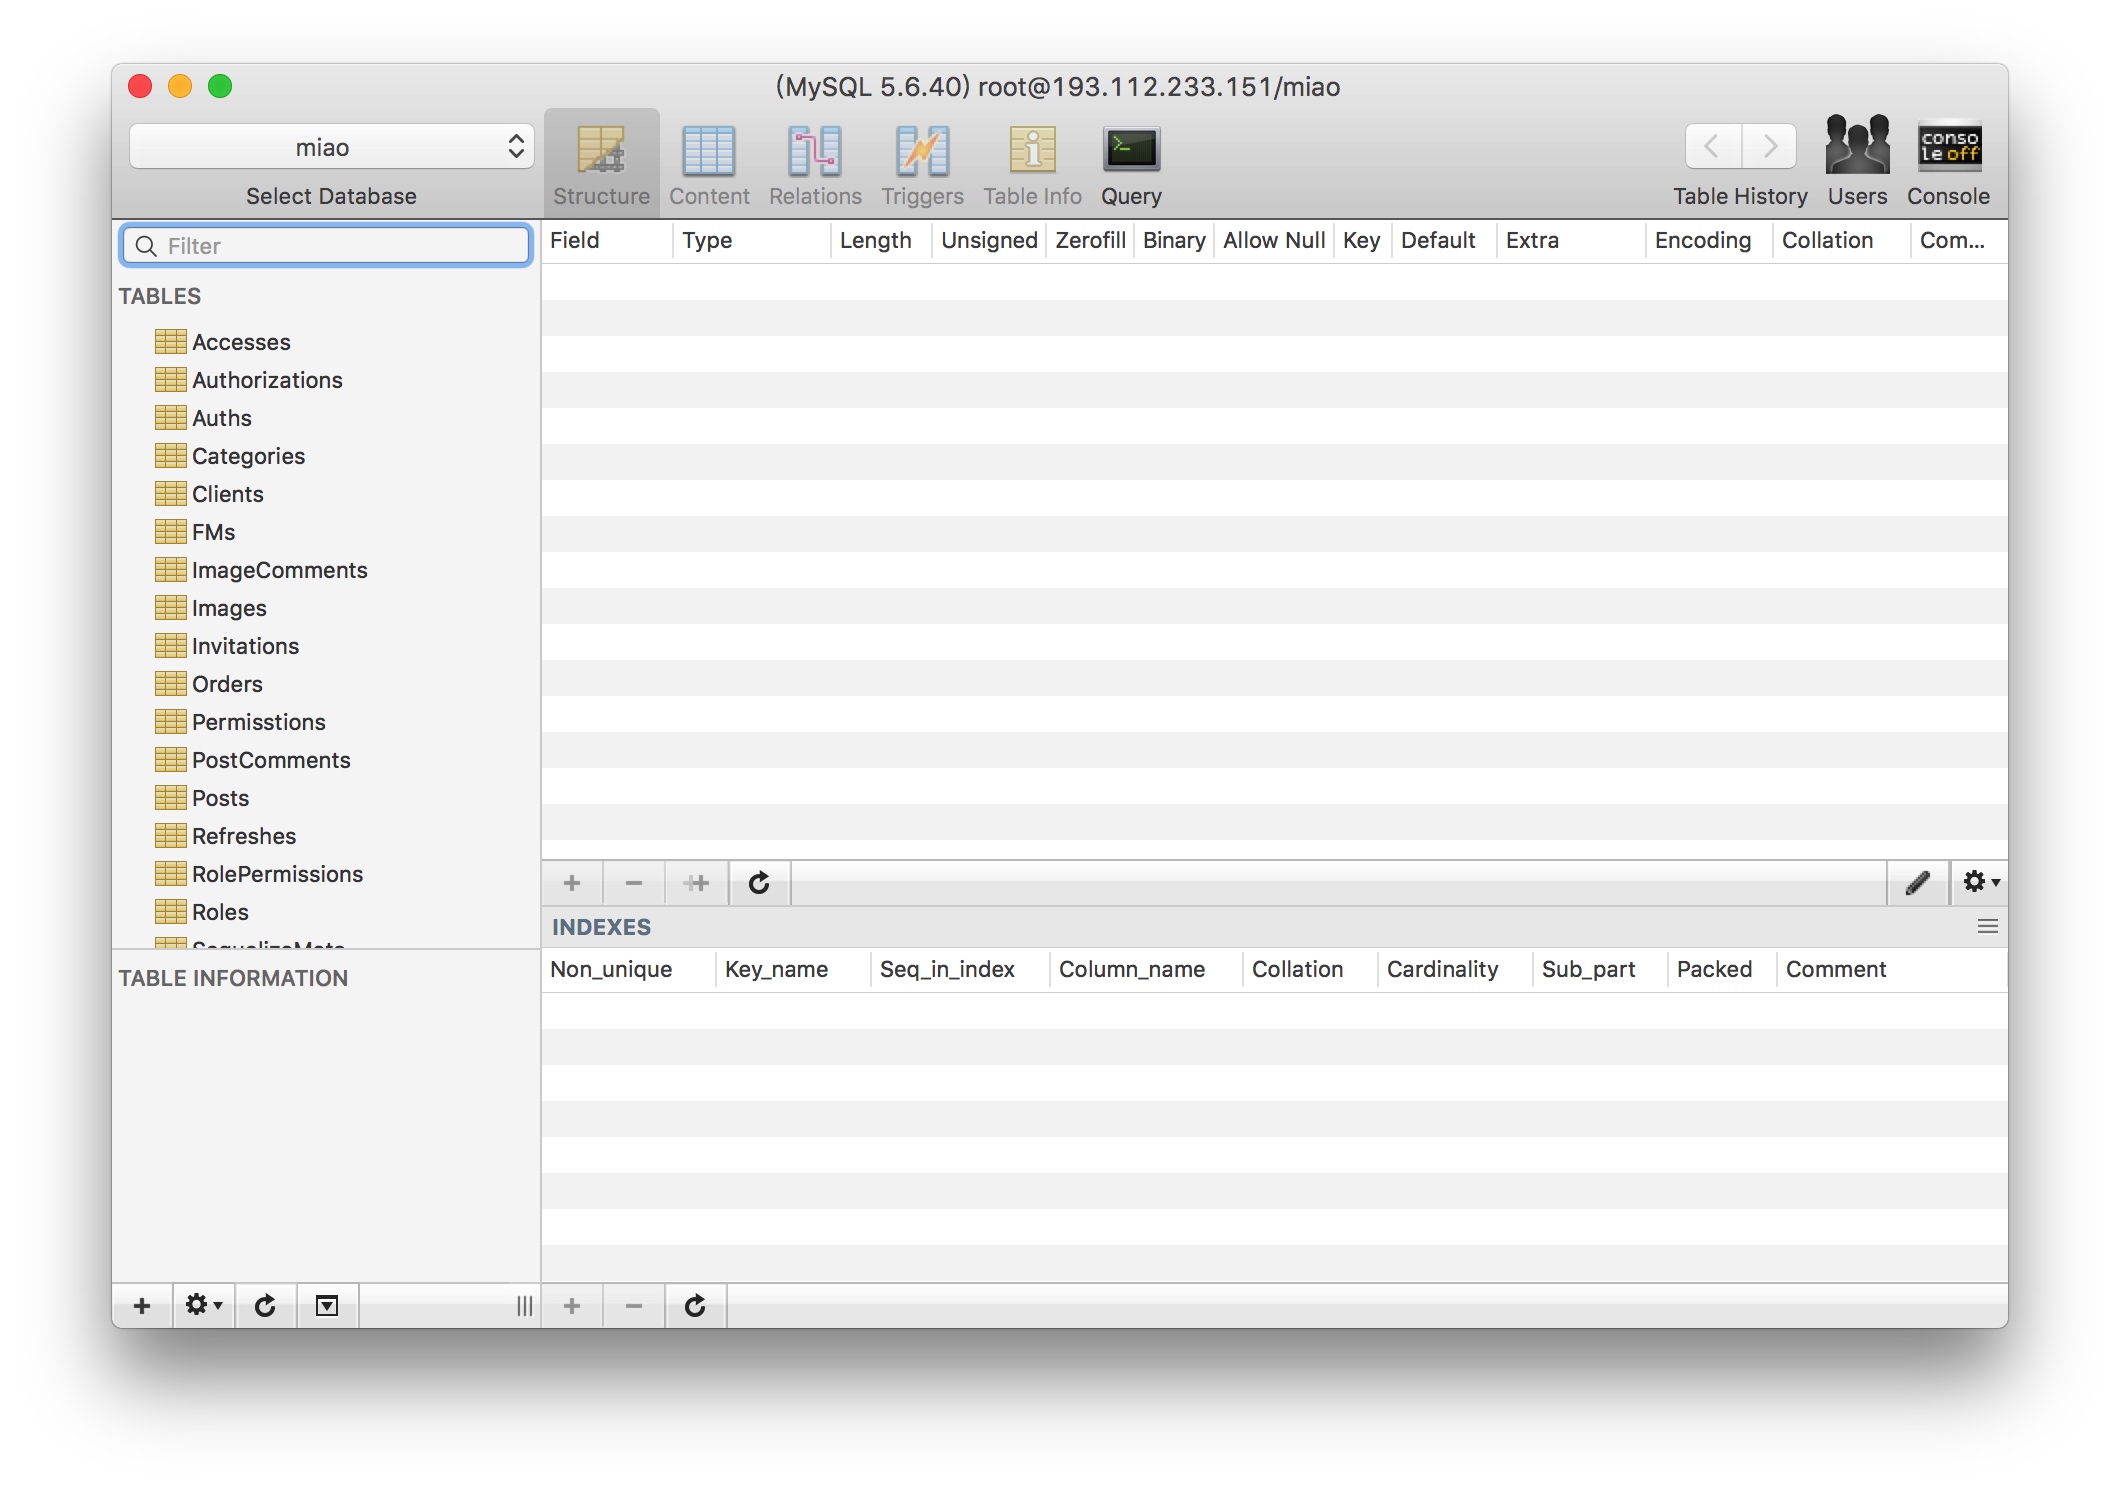 (MySQL 5.6.40) root@193.112.233.151/miao
miao
Select Database
Structure Content Relations Triggers Table Info Query
Table History Users Console
conso
le off
Filter
TABLES
Accesses
Authorizations
Auths
Categories
Clients
FMs
ImageComments
Images
Invitations
Orders
Permisstions
PostComments
Posts
Refreshes
RolePermissions
Roles
SequelizeMeta
TABLE INFORMATION
Field Type Length Unsigned Zerofill Binary Allow Null Key Default Extra Encoding Collation Com...
INDEXES
Non_unique Key_name Seq_in_index Column_name Collation Cardinality Sub_part Packed Comment